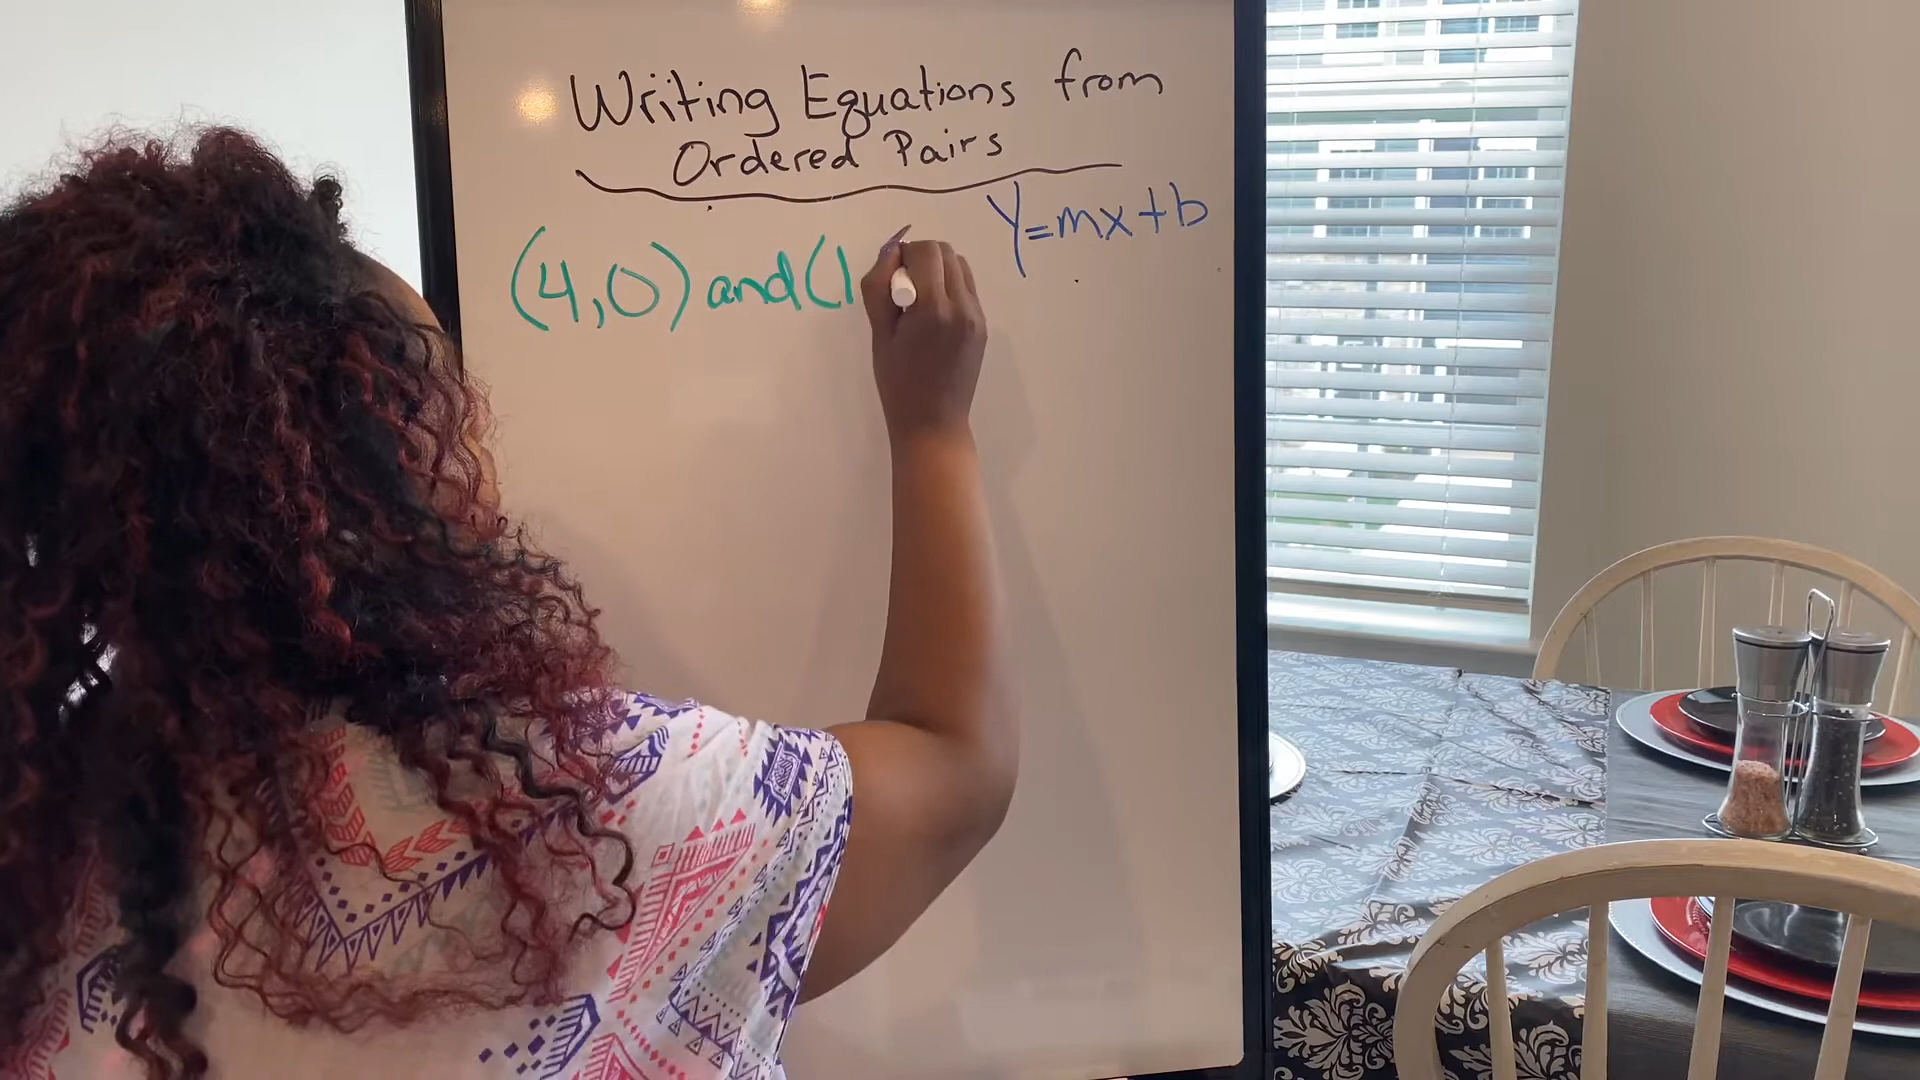 Writing Equations from
Ordered Pairs
y=mx+b
(4,0) and (1